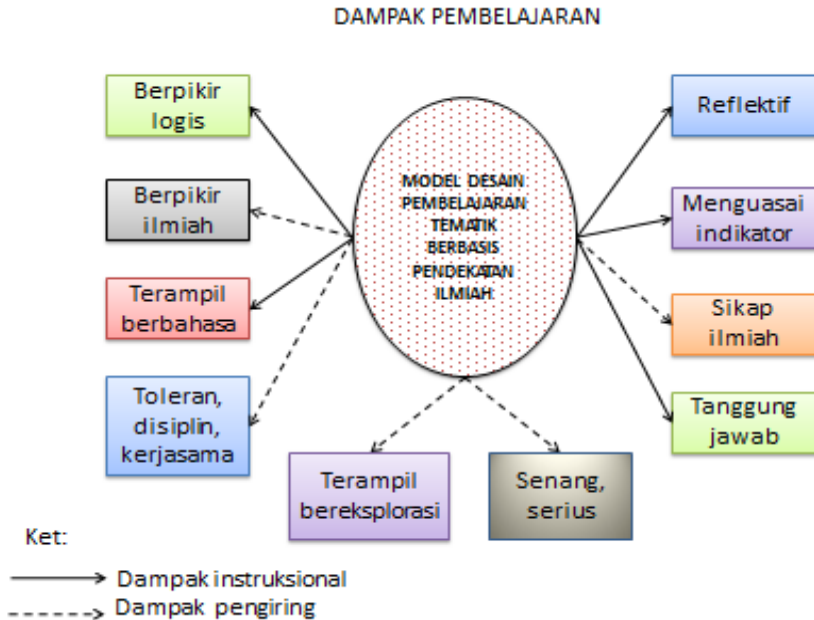 DAMPAK PEMBELAJARAN
Berpikir
logis
Berpikir
ilmiah
Terampil
berbahasa
Toleran,
disiplin,
kerjasama
MODEL DESAIN
PEMBELAJARAN
TEMATIK
BERBASIS
PENDEKATAN
ILMIAH
Reflektif
Menguasai
indikator
Sikap
ilmiah
Tanggung
jawab
Terampil
bereksplorasi
Senang,
serius
Ket:
Dampak instruksional
Dampak pengiring